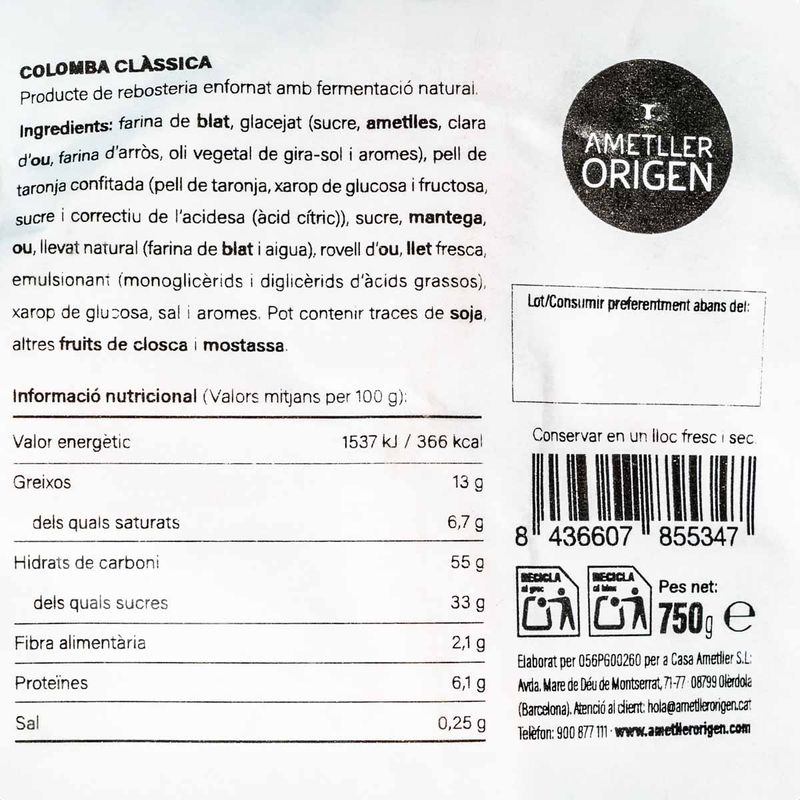 COLOMBA CLÀSSICA
Producte de rebosteria enfornat amb fermentació natural.
Ingredients: farina de blat, glacejat (sucre, ametlles, clara
d'ou, farina d'arròs, oli vegetal de gira-sol i aromes), pell de
taronja confitada (pell de taronja, xarop de glucosa i fructosa,
sucre i correctiu de l'acidesa (àcid cítric)), sucre, mantega,
ou, llevat natural (farina de blat i aigua), rovell d'ou, llet fresca,
emulsionant (monoglicèrids i diglicèrids d'àcids grassos),
xarop de glucosa, sal i aromes. Pot contenir traces de soja,
altres fruits de closca i mostassa.
Informació nutricional (Valors mitjans per 100 g):
Valor energètic 1537 kJ / 366 kcal
Greixos 13 g
dels quals saturats 6,7 g
Hidrats de carboni 55 g
dels quals sucres 33 g
Fibra alimentària 2,1 g
Proteïnes 6,1 g
Sal 0,25 g
AMETLLER
ORIGEN
Lot/Consumir preferentment abans del:
Conservar en un lloc fresc i sec.
8 436607 855347
RECICLA
al groc
RECICLA
al blau
Pes net:
750g e
Elaborat per 056P600260 per a Casa Ametller S.L:
Avda. Mare de Déu de Montserrat, 71-77 · 08799 Olèrdola
(Barcelona). Atenció al client: hola@ametllerorigen.cat
Telèfon: 900 877 111 · www.ametllerorigen.com